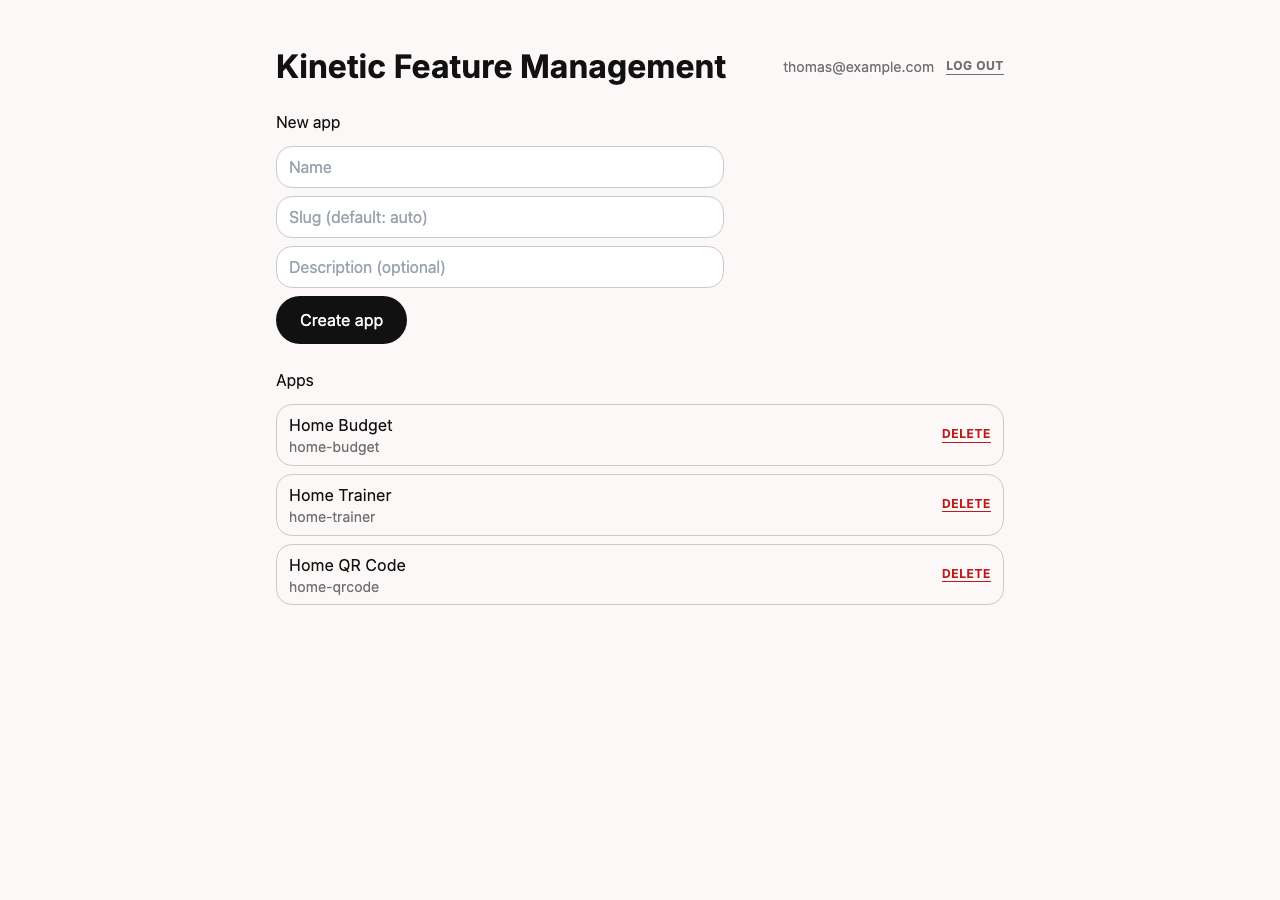 Kinetic Feature Management
thomas@example.com LOG OUT
New app
Name
Slug (default: auto)
Description (optional)
Create app
Apps
Home Budget
home-budget
DELETE
Home Trainer
home-trainer
DELETE
Home QR Code
home-qrcode
DELETE